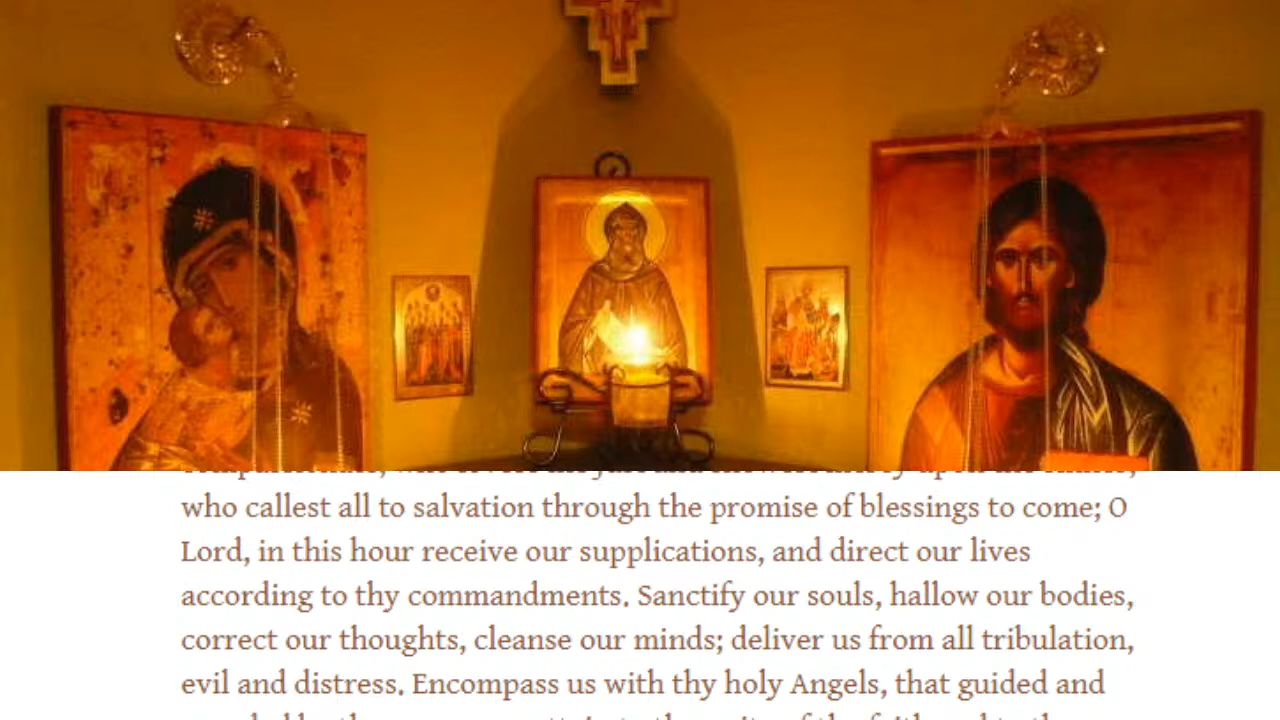 who callest all to salvation through the promise of blessings to come; O
Lord, in this hour receive our supplications, and direct our lives
according to thy commandments. Sanctify our souls, hallow our bodies,
correct our thoughts, cleanse our minds; deliver us from all tribulation,
evil and distress. Encompass us with thy holy Angels, that guided and